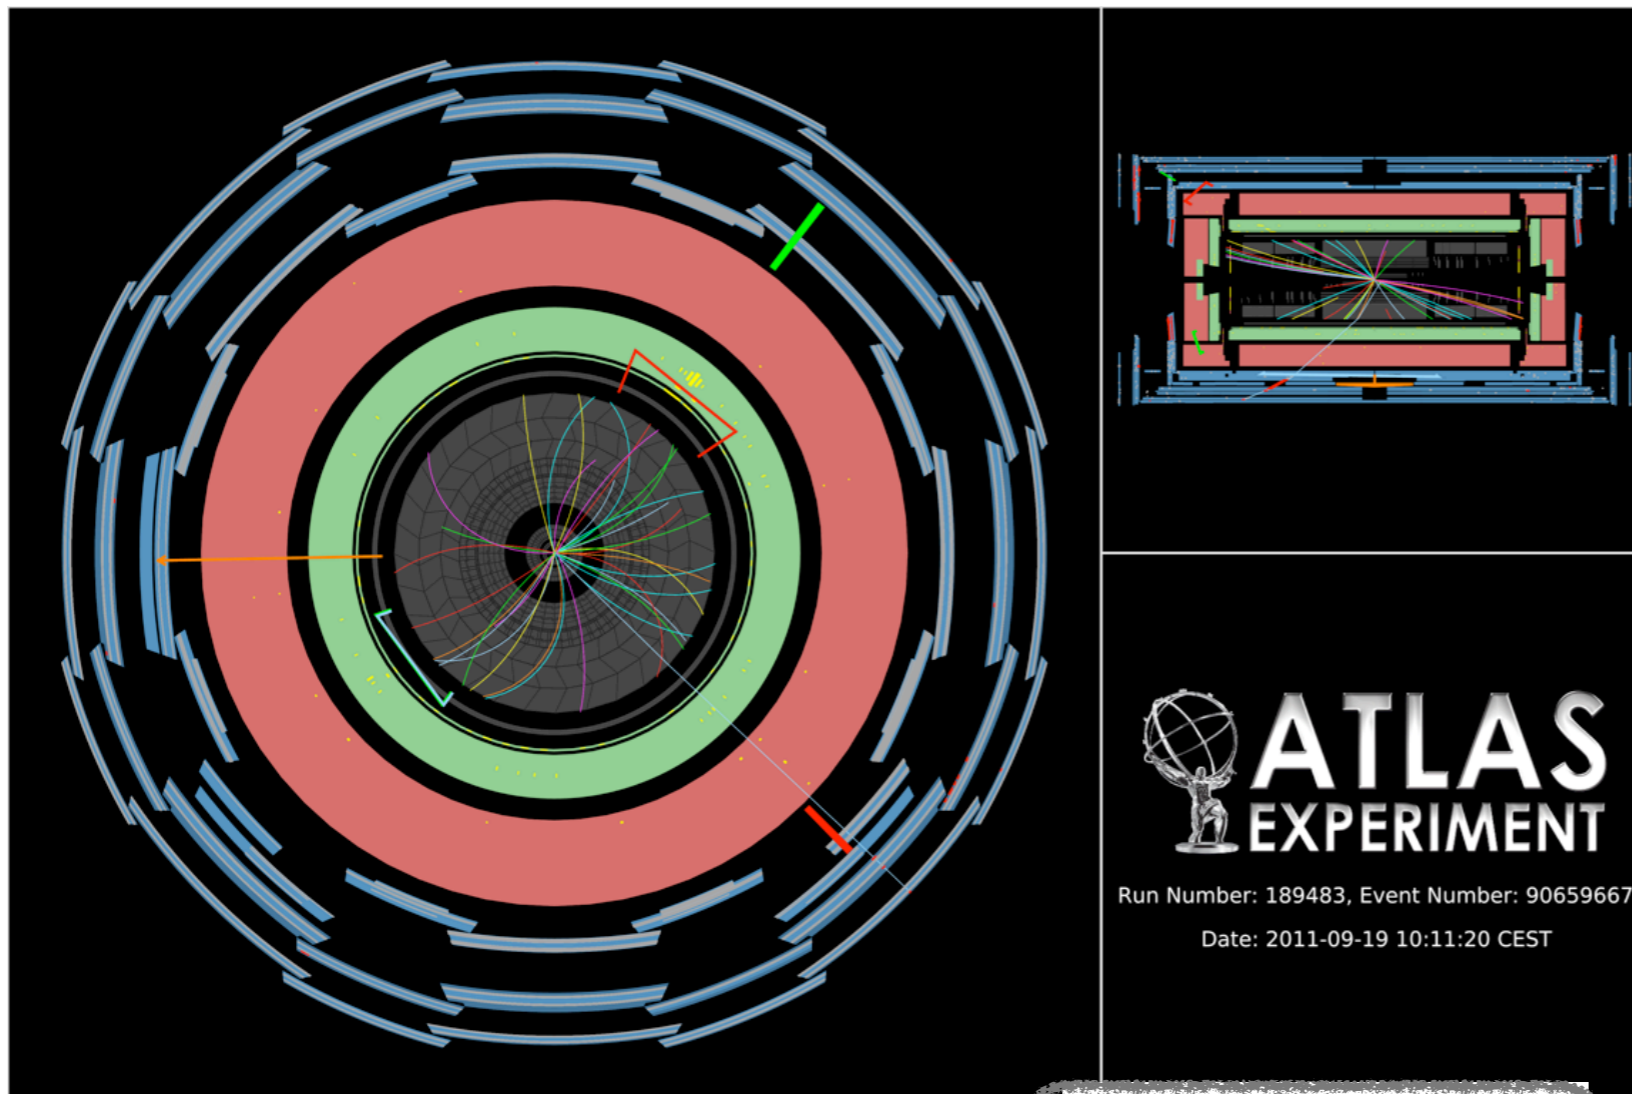 ATLAS
EXPERIMENT
Run Number: 189483, Event Number: 90659667
Date: 2011-09-19 10:11:20 CEST